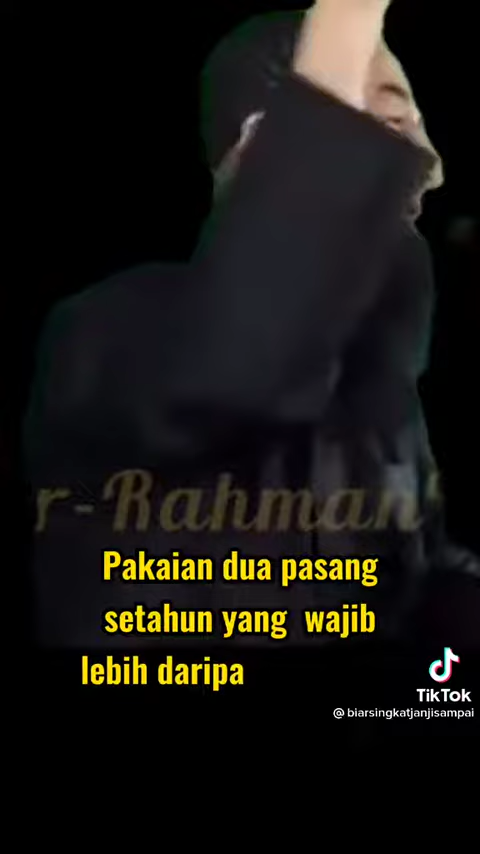 r-Rahman
Pakaian dua pasang
setahun yang wajib
lebih daripa
TikTok
@biarsingkatjanjisampai